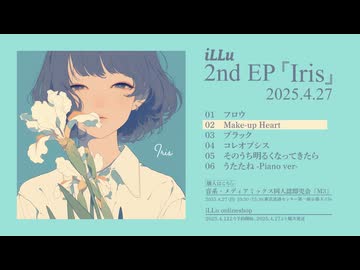 iLLu
2nd EP『Iris』
2025.4.27
01 フロウ
02 Make-up Heart
03 ブラック
04 コレオプシス
05 そのうち明るくなってきたら
06 うたたね -Piano ver-
Iris
購入はこちら
音系・メディアミックス同人誌即売会「M3」
iLLu onlineshop